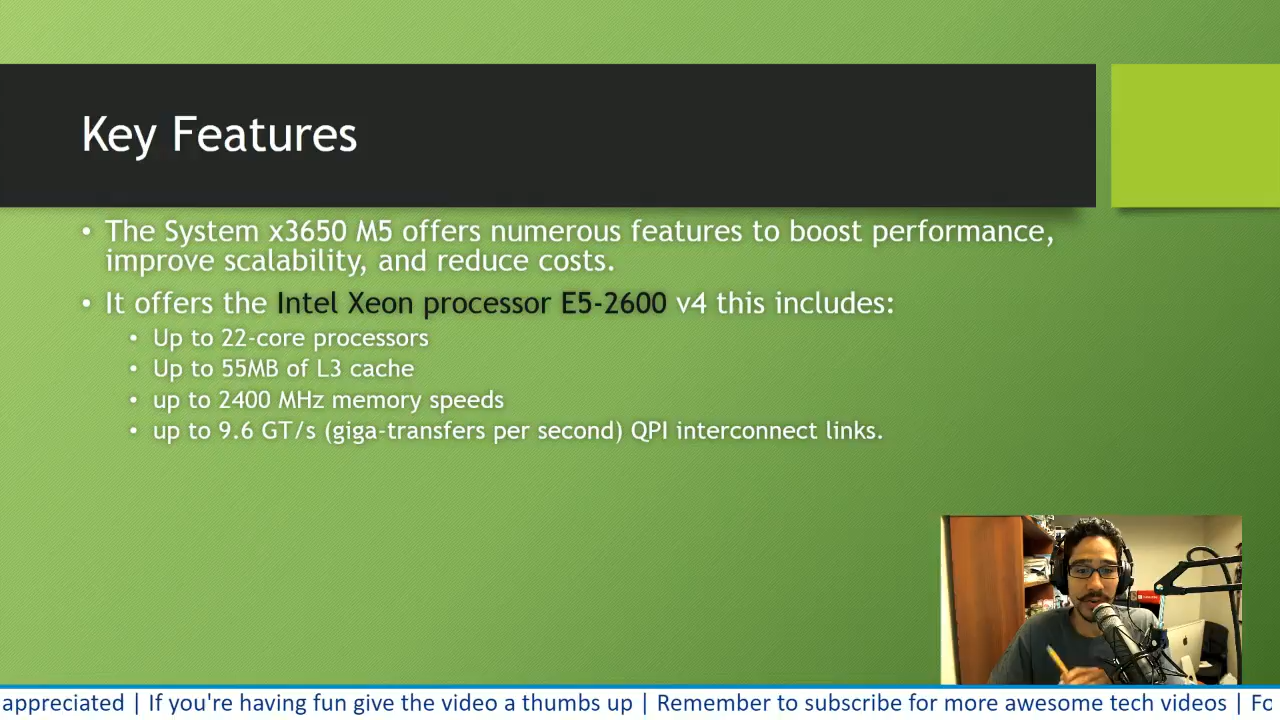 Key Features
• The System x3650 M5 offers numerous features to boost performance,
improve scalability, and reduce costs.
• It offers the Intel Xeon processor E5-2600 v4 this includes:
• Up to 22-core processors
• Up to 55MB of L3 cache
• up to 2400 MHz memory speeds
• up to 9.6 GT/s (giga-transfers per second) QPI interconnect links.
appreciated | If you're having fun give the video a thumbs up | Remember to subscribe for more awesome tech videos | Fo